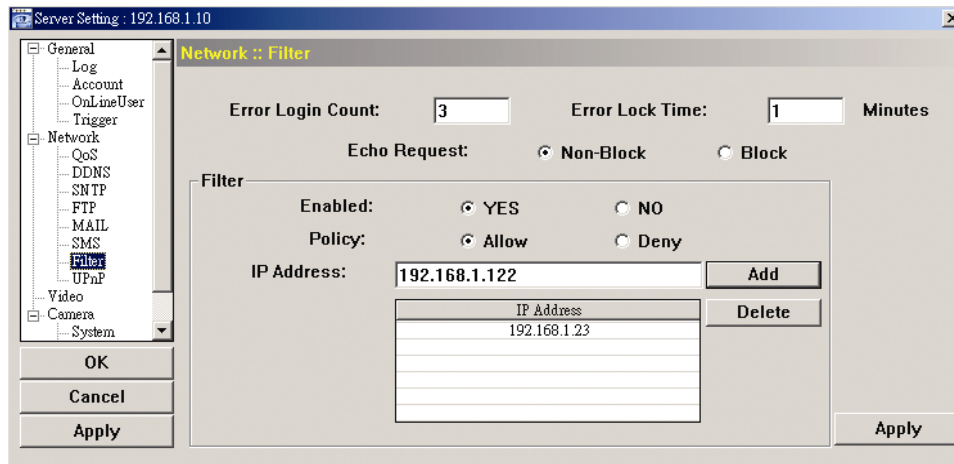 Server Setting : 192.168.1.10
General
Log
Account
OnLineUser
Trigger
Network
QoS
DDNS
SNTP
FTP
MAIL
SMS
Filter
UPnP
Video
Camera
System
OK
Cancel
Apply
Network :: Filter
Error Login Count: 3 Error Lock Time: 1 Minutes
Echo Request: Non-Block Block
Filter
Enabled: YES NO
Policy: Allow Deny
IP Address: 192.168.1.122 Add
IP Address Delete
192.168.1.23
Apply